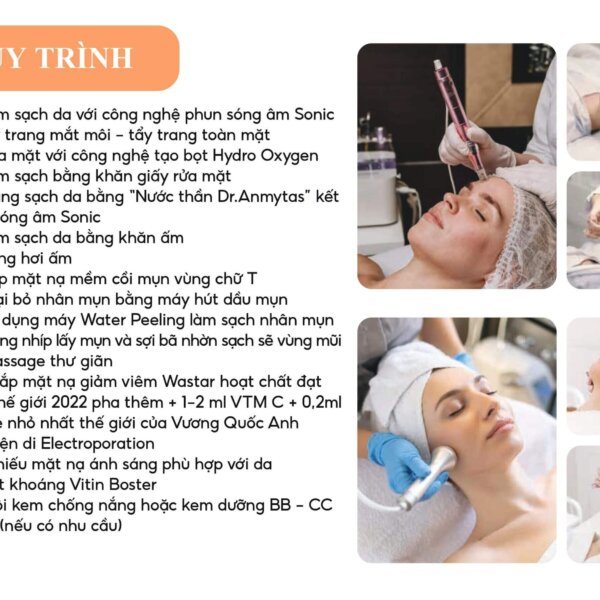 UY TRÌNH
m sạch da với công nghệ phun sóng âm Sonic
trang mắt môi – tẩy trang toàn mặt
a mặt với công nghệ tạo bọt Hydro Oxygen
m sạch bằng khăn giấy rửa mặt
ng sạch da bằng "Nước thần Dr.Anmytas" kết
óng âm Sonic
m sạch da bằng khăn ấm
ng hơi ấm
p mặt nạ mềm cồi mụn vùng chữ T
ại bỏ nhân mụn bằng máy hút dầu mụn
dụng máy Water Peeling làm sạch nhân mụn
ng nhíp lấy mụn và sợi bã nhờn sạch sẽ vùng mũi
assage thư giãn
ắp mặt nạ giảm viêm Wastar hoạt chất đạt
hế giới 2022 pha thêm + 1-2 ml VTM C + 0,2ml
e nhỏ nhất thế giới của Vương Quốc Anh
ện di Electroporation
hiếu mặt nạ ánh sáng phù hợp với da
t khoáng Vitin Boster
ôi kem chống nắng hoặc kem dưỡng BB – CC
(nếu có nhu cầu)